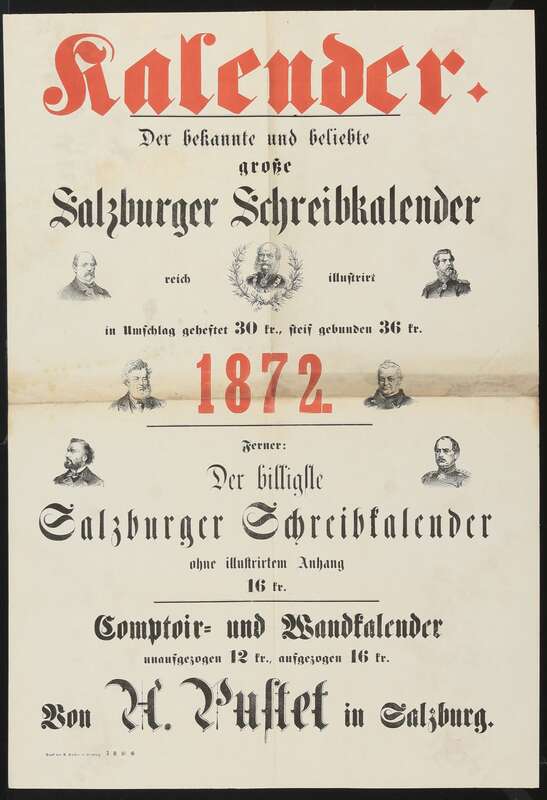 Kalender.
Der bekannte und beliebte
große
Salzburger Schreibkalender
reich illustrirt
in Umschlag geheftet 30 kr., steif gebunden 36 kr.
1872.
Ferner:
Der billigste
Salzburger Schreibkalender
ohne illustrirtem Anhang
16 kr.
Comptoir- und Wandkalender
unaufgezogen 12 kr., aufgezogen 16 kr.
Von A. Pustet in Salzburg.